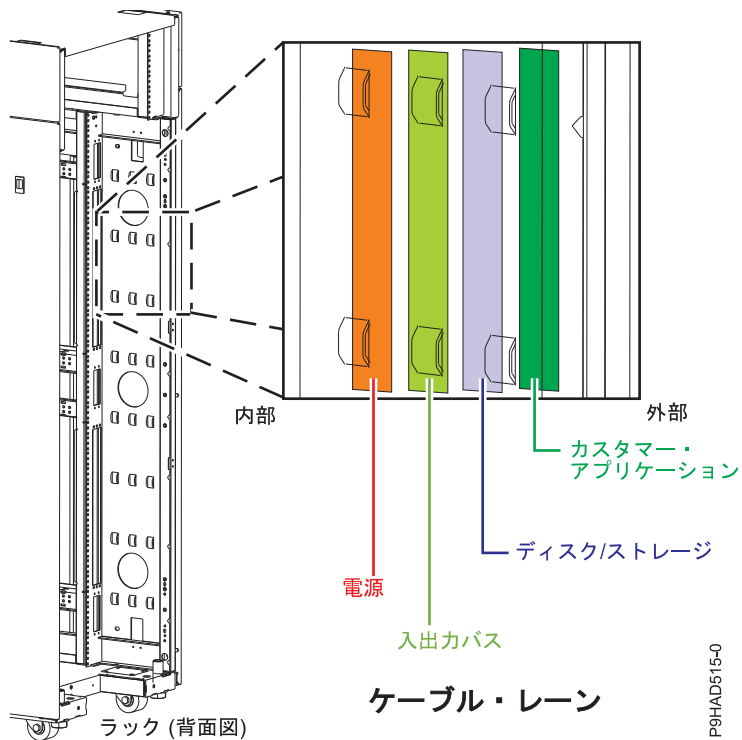 内部
外部
カスタマー・
アプリケーション
ディスク/ストレージ
電源
入出力バス
ケーブル・レーン
ラック (背面図)
P9HAD515-0